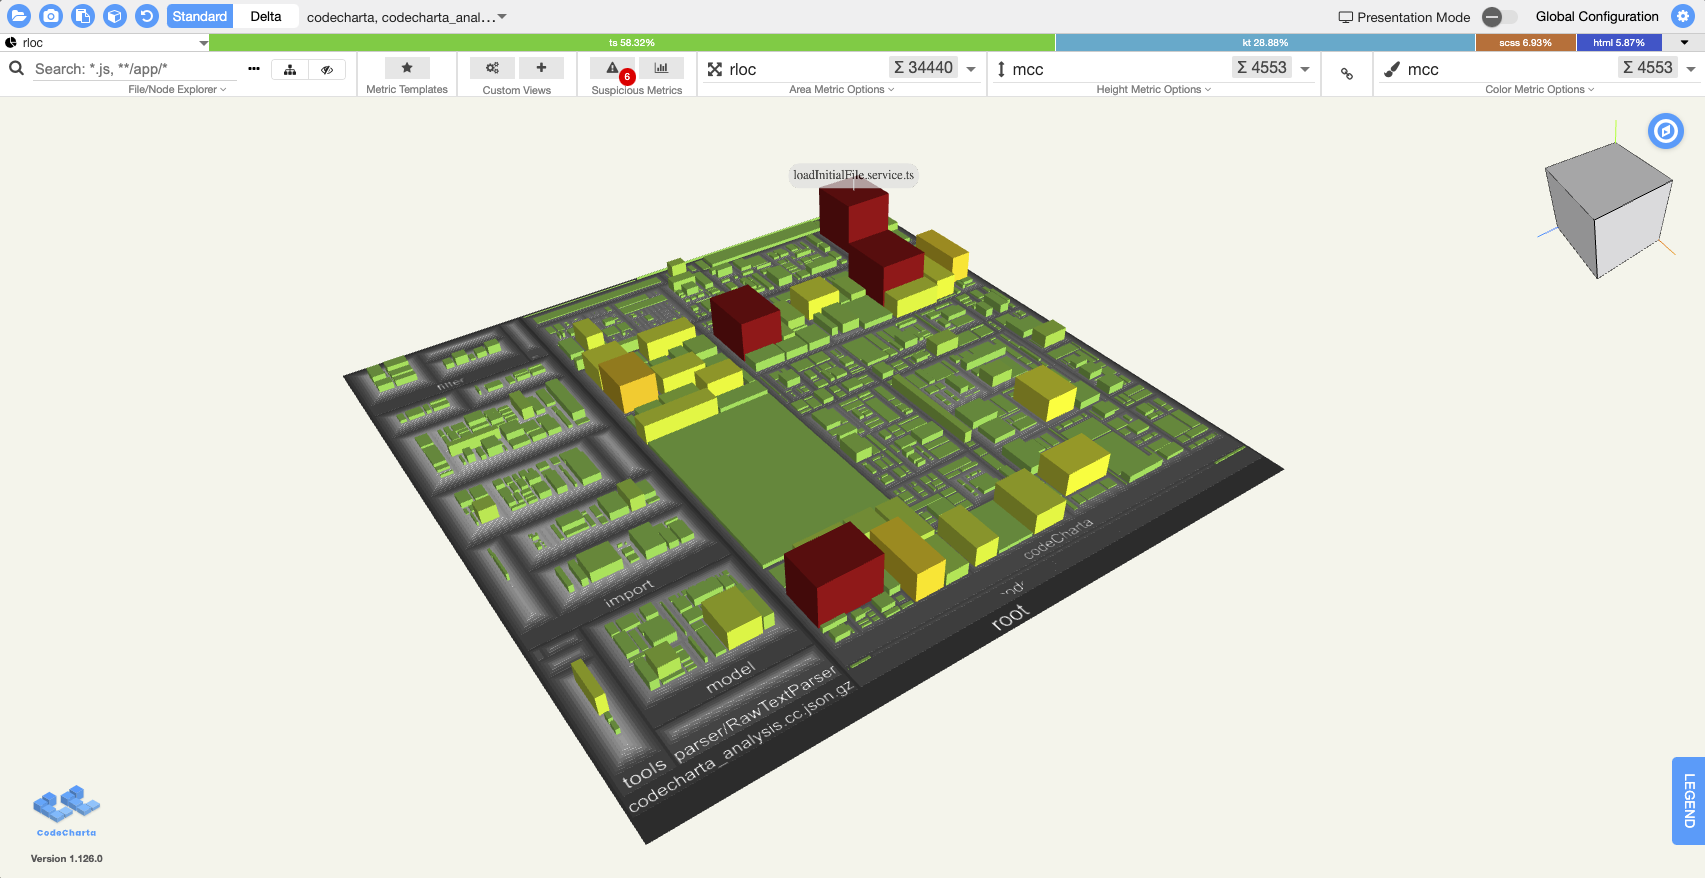 Standard
Delta
codecharta, codecharta_anal...
Presentation Mode
Global Configuration
rloc
ts 58.32%
kt 28.88%
scss 6.93%
html 5.87%
Search: *.js, **/app/*
File/Node Explorer
Metric Templates
Custom Views
6
Suspicious Metrics
rloc
Σ 34440
Area Metric Options
mcc
Σ 4553
Height Metric Options
mcc
Σ 4553
Color Metric Options
loadInitialFile.service.ts
filter
import
model
parser/RawTextParser
tools
codecharta_analysis.cc.json.gz
codeCharta
root
LEGEND
CodeCharta
Version 1.126.0